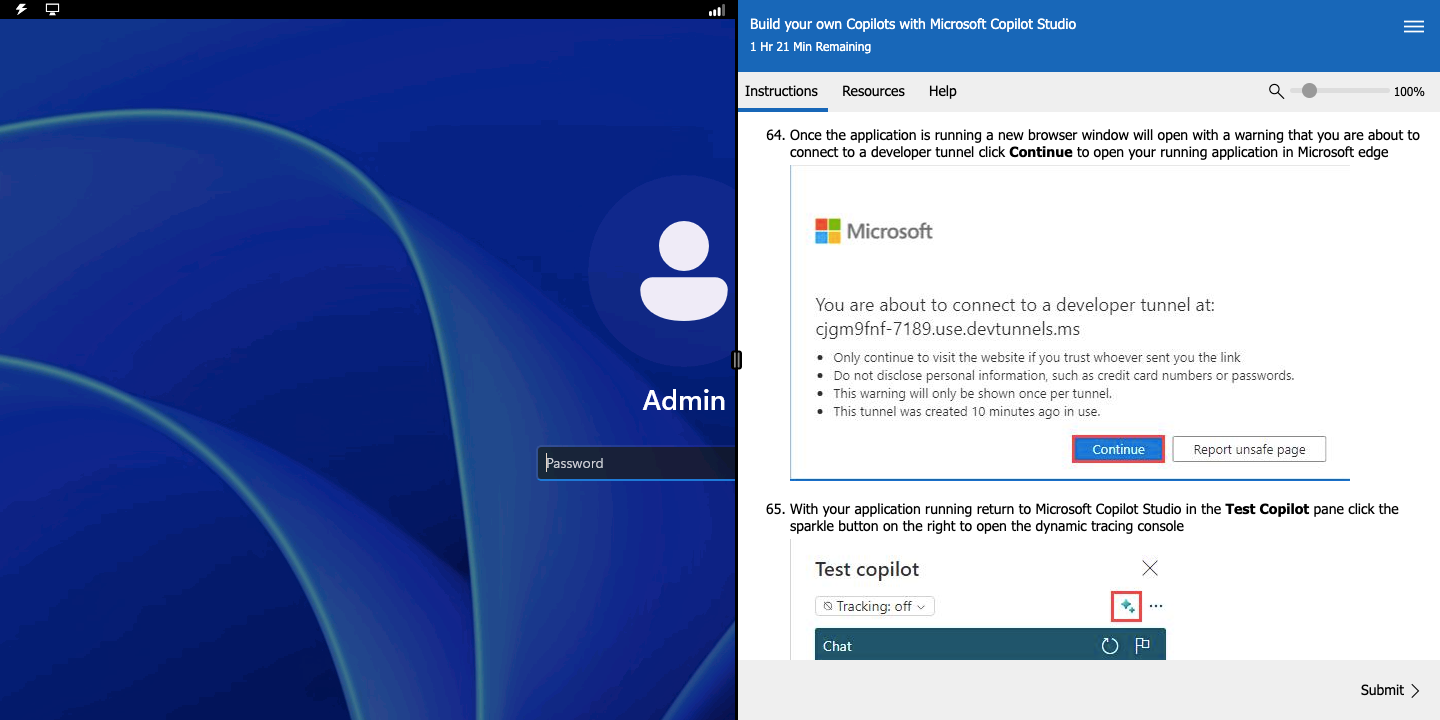 Admin
Password
Build your own Copilots with Microsoft Copilot Studio
1 Hr 21 Min Remaining
Instructions Resources Help 100%
64. Once the application is running a new browser window will open with a warning that you are about to
connect to a developer tunnel click Continue to open your running application in Microsoft edge
Microsoft
You are about to connect to a developer tunnel at:
cjgm9fnf-7189.use.devtunnels.ms
• Only continue to visit the website if you trust whoever sent you the link
• Do not disclose personal information, such as credit card numbers or passwords.
• This warning will only be shown once per tunnel.
• This tunnel was created 10 minutes ago in use.
Continue Report unsafe page
65. With your application running return to Microsoft Copilot Studio in the Test Copilot pane click the
sparkle button on the right to open the dynamic tracing console
Test copilot
Tracking: off
Chat
Submit